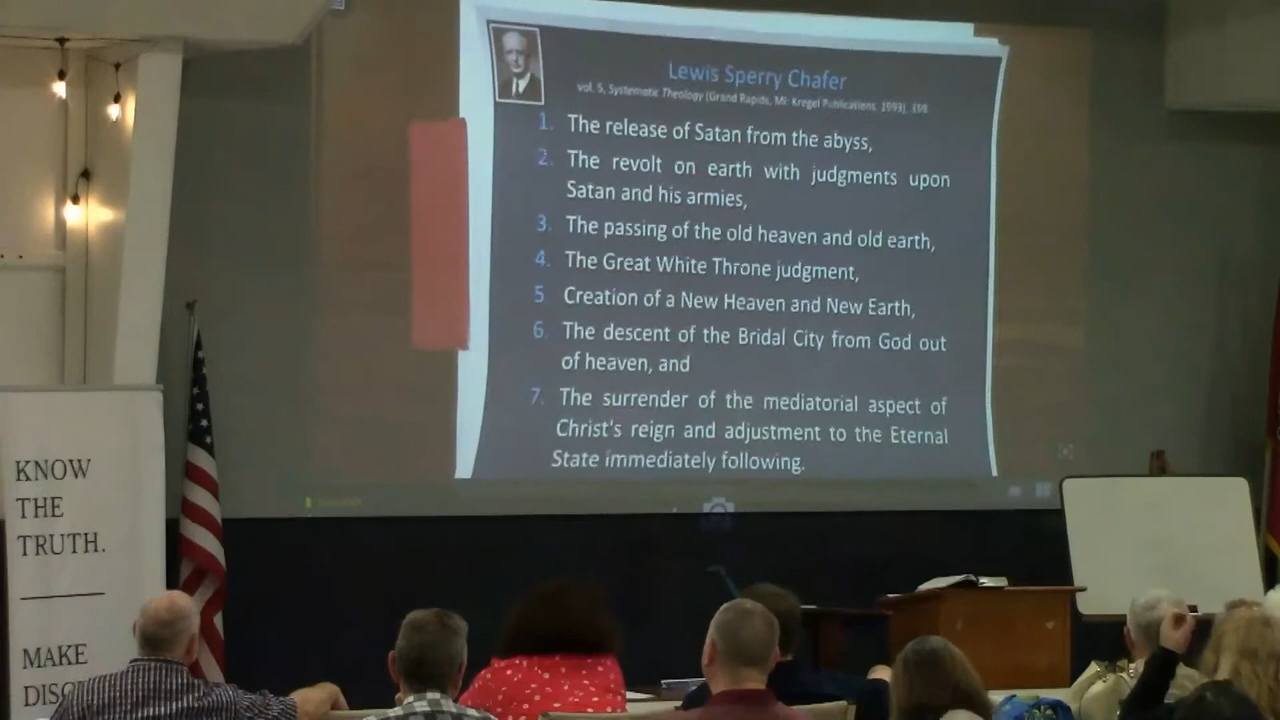 Lewis Sperry Chafer
vol. 5, Systematic Theology (Grand Rapids, MI: Kregel Publications, 1993),
1. The release of Satan from the abyss,
2. The revolt on earth with judgments upon
Satan and his armies,
3. The passing of the old heaven and old earth,
4. The Great White Throne judgment,
5 Creation of a New Heaven and New Earth,
6. The descent of the Bridal City from God out
of heaven, and
7. The surrender of the mediatorial aspect of
Christ's reign and adjustment to the Eternal
State immediately following.
KNOW
THE
TRUTH.
MAKE
DISC